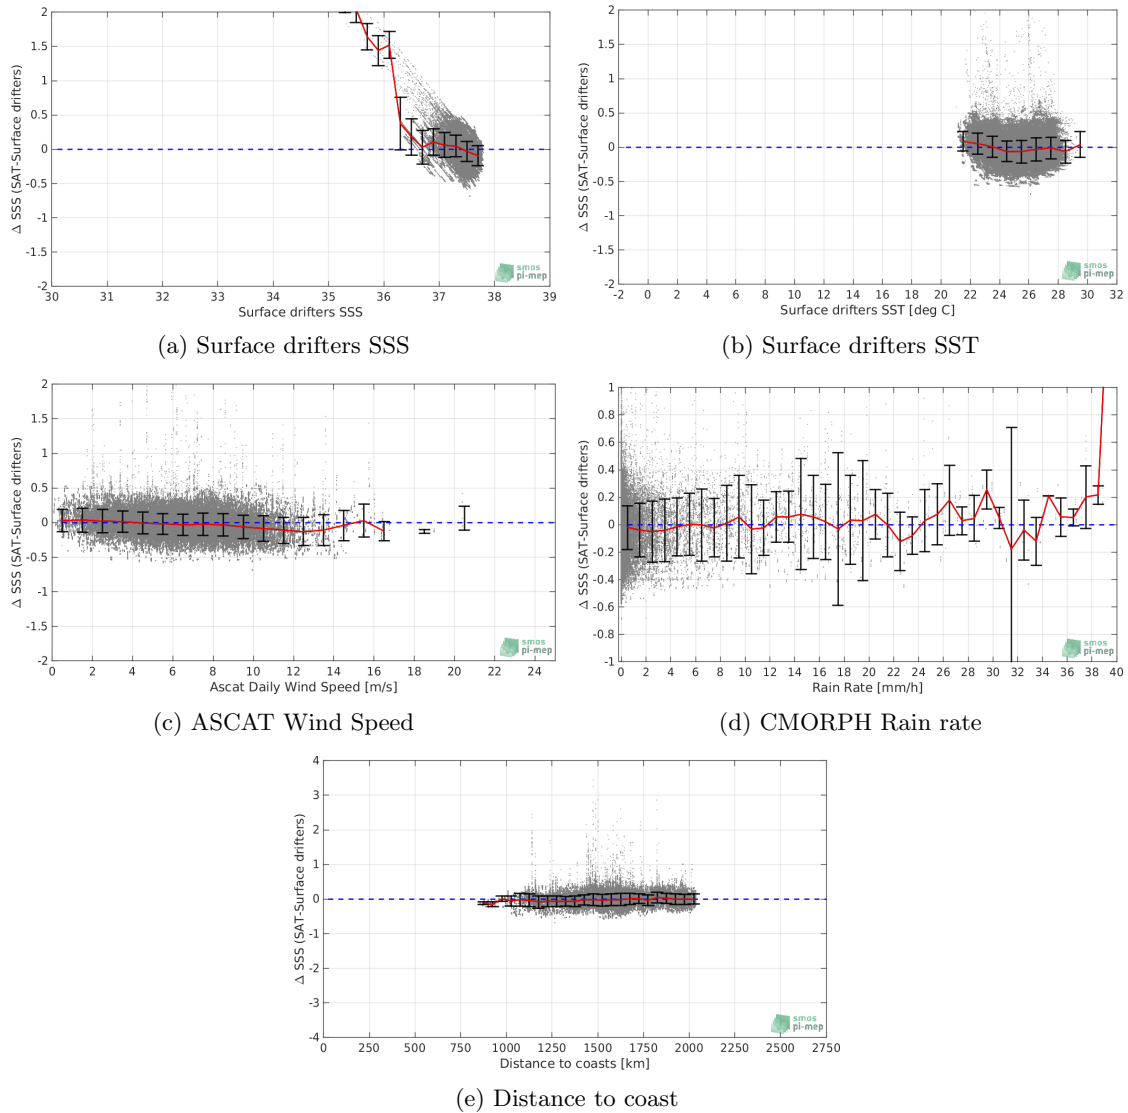 Δ SSS (SAT-Surface drifters)
2
1.5
1
0.5
0
-0.5
-1
-1.5
-2
30 31 32 33 34 35 36 37 38 39
Surface drifters SSS
smos
pi-mep
(a) Surface drifters SSS
Δ SSS (SAT-Surface drifters)
2
1.5
1
0.5
0
-0.5
-1
-1.5
-2
-2 0 2 4 6 8 10 12 14 16 18 20 22 24 26 28 30 32
Surface drifters SST [deg C]
smos
pi-mep
(b) Surface drifters SST
Δ SSS (SAT-Surface drifters)
2
1.5
1
0.5
0
-0.5
-1
-1.5
-2
0 2 4 6 8 10 12 14 16 18 20 22 24
Ascat Daily Wind Speed [m/s]
smos
pi-mep
(c) ASCAT Wind Speed
Δ SSS (SAT-Surface drifters)
1
0.8
0.6
0.4
0.2
0
-0.2
-0.4
-0.6
-0.8
-1
0 2 4 6 8 10 12 14 16 18 20 22 24 26 28 30 32 34 36 38 40
Rain Rate [mm/h]
smos
pi-mep
(d) CMORPH Rain rate
Δ SSS (SAT-Surface drifters)
4
3
2
1
0
-1
-2
-3
-4
0 250 500 750 1000 1250 1500 1750 2000 2250 2500 2750
Distance to coasts [km]
smos
pi-mep
(e) Distance to coast